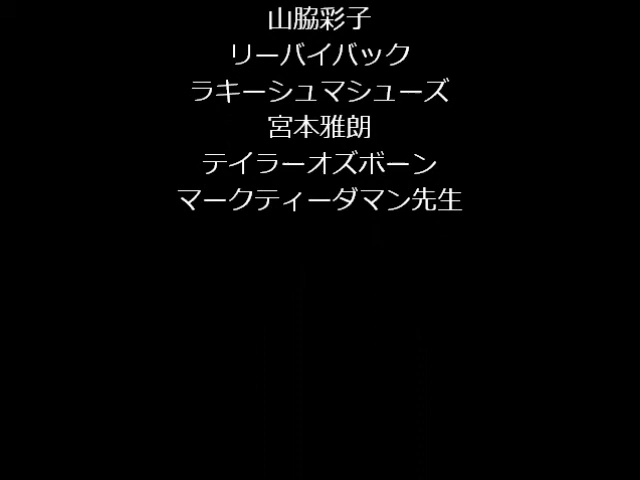 山脇彩子
リーバイバック
ラキーシュマシューズ
宮本雅朗
テイラーオズボーン
マークティーダマン先生